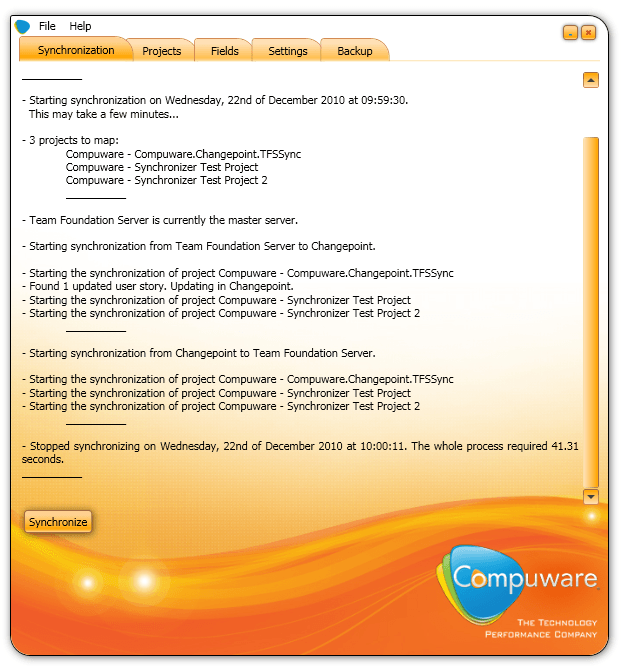 File Help
Synchronization Projects Fields Settings Backup
- Starting synchronization on Wednesday, 22nd of December 2010 at 09:59:30.
This may take a few minutes...
- 3 projects to map:
Compuware - Compuware.Changepoint.TFSSync
Compuware - Synchronizer Test Project
Compuware - Synchronizer Test Project 2
- Team Foundation Server is currently the master server.
- Starting synchronization from Team Foundation Server to Changepoint.
- Starting the synchronization of project Compuware - Compuware.Changepoint.TFSSync
- Found 1 updated user story. Updating in Changepoint.
- Starting the synchronization of project Compuware - Synchronizer Test Project
- Starting the synchronization of project Compuware - Synchronizer Test Project 2
- Starting synchronization from Changepoint to Team Foundation Server.
- Starting the synchronization of project Compuware - Compuware.Changepoint.TFSSync
- Starting the synchronization of project Compuware - Synchronizer Test Project
- Starting the synchronization of project Compuware - Synchronizer Test Project 2
- Stopped synchronizing on Wednesday, 22nd of December 2010 at 10:00:11. The whole process required 41.31
seconds.
Synchronize
Compuware
The Technology
Performance Company